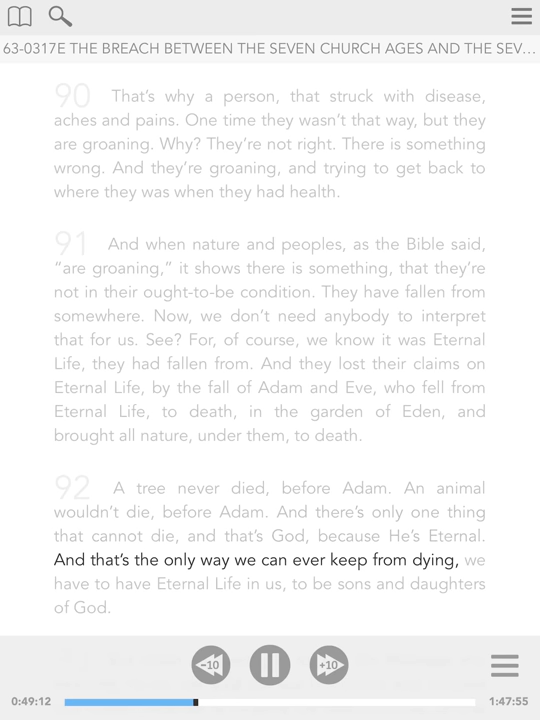 63-0317E THE BREACH BETWEEN THE SEVEN CHURCH AGES AND THE SEV...
90 That's why a person, that struck with disease,
aches and pains. One time they wasn't that way, but they
are groaning. Why? They're not right. There is something
wrong. And they're groaning, and trying to get back to
where they was when they had health.
91 And when nature and peoples, as the Bible said,
"are groaning," it shows there is something, that they're
not in their ought-to-be condition. They have fallen from
somewhere. Now, we don't need anybody to interpret
that for us. See? For, of course, we know it was Eternal
Life, they had fallen from. And they lost their claims on
Eternal Life, by the fall of Adam and Eve, who fell from
Eternal Life, to death, in the garden of Eden, and
brought all nature, under them, to death.
92 A tree never died, before Adam. An animal
wouldn't die, before Adam. And there's only one thing
that cannot die, and that's God, because He's Eternal.
And that's the only way we can ever keep from dying, we
have to have Eternal Life in us, to be sons and daughters
of God.
-10 +10
0:49:12 1:47:55